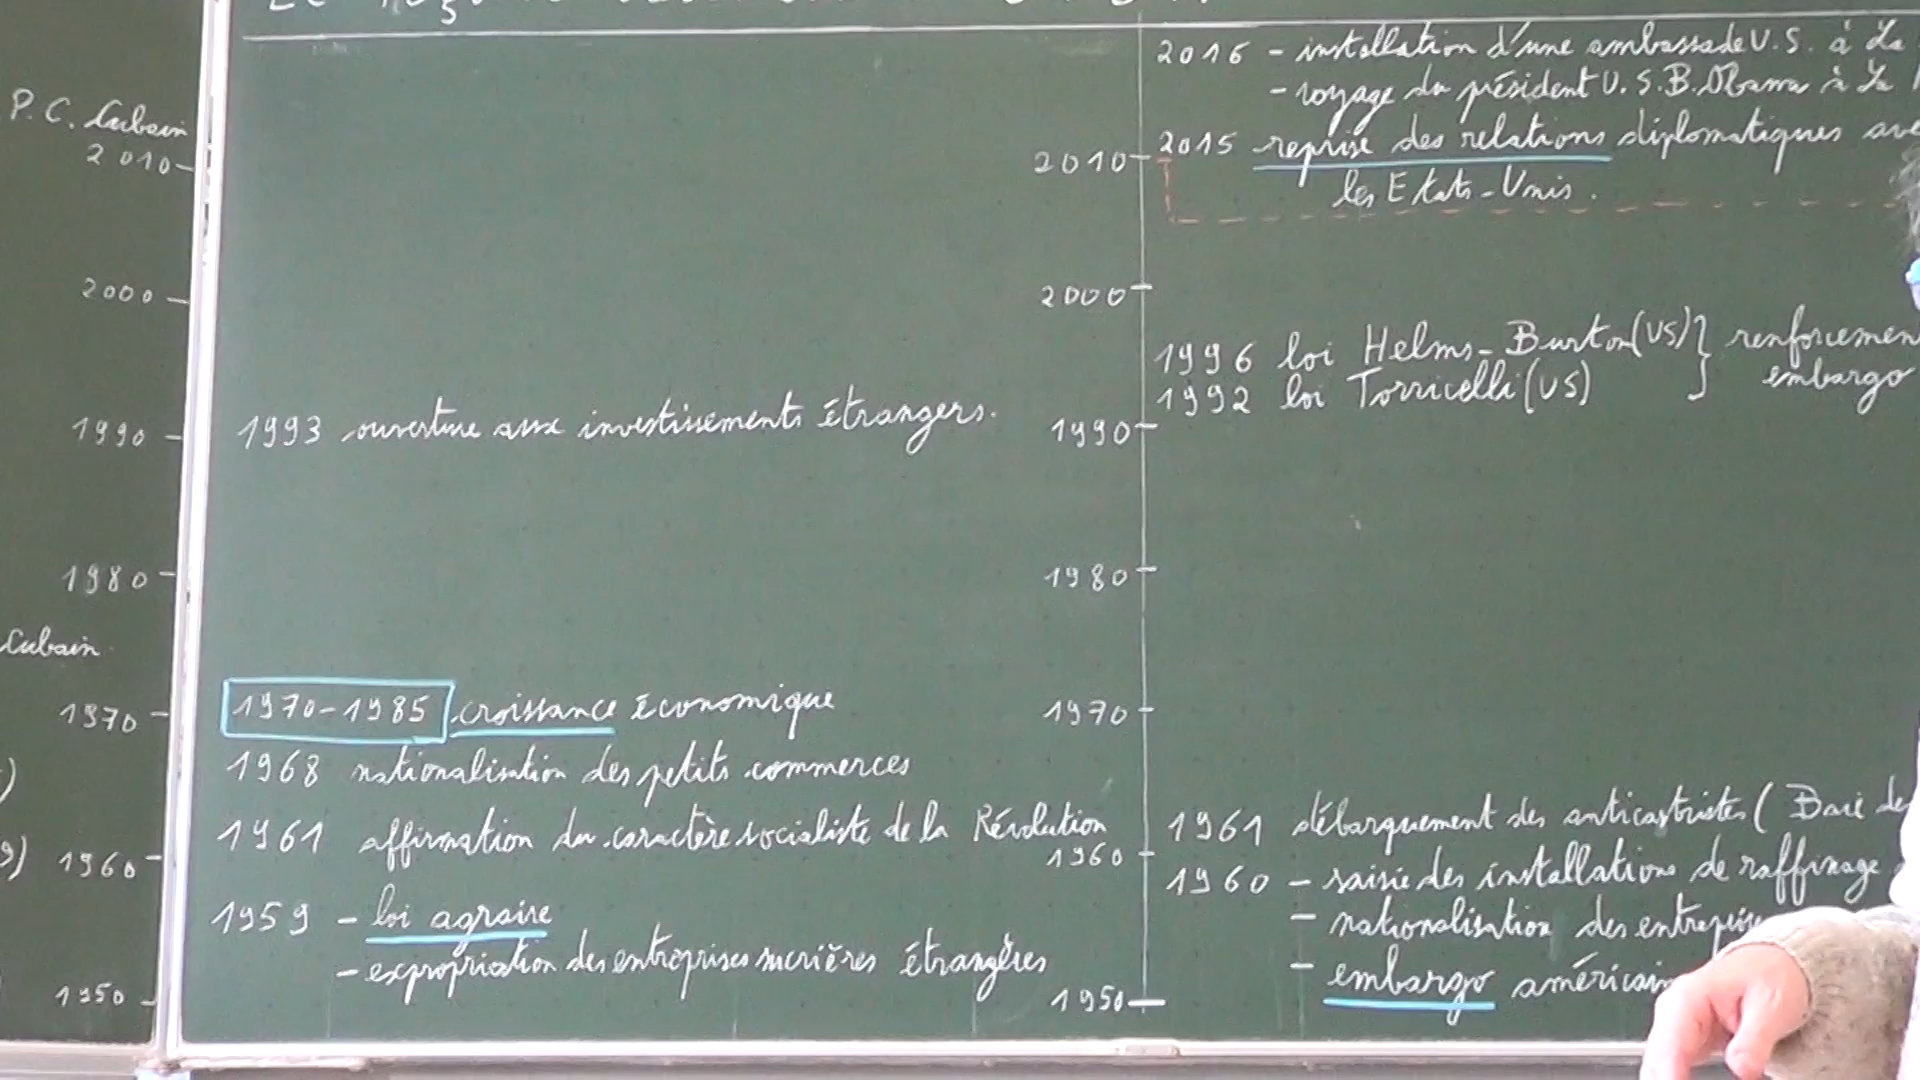 P.C. Cubain
2010
2000
1990
1980
Cubain
1970
1960
1950
1993 ouverture aux investissements étrangers.
1970-1985 croissance économique
1968 nationalisation des petits commerces
1961 affirmation du caractère socialiste de la Révolution
1959 - loi agraire
- expropriation des entreprises sucrières étrangères
2010
2000
1990
1980
1970
1960
1950
2016 - installation d'une ambassade U.S. à La
- voyage du président U.S. B. Obama à La
2015 reprise des relations diplomatiques avec
les Etats-Unis.
1996 loi Helms-Burton (US) } renforcement
1992 loi Torricelli (US) embargo
1961 débarquement des anticastristes (Baie des
1960 - saisie des installations de raffinage
- nationalisation des entreprises
- embargo américain